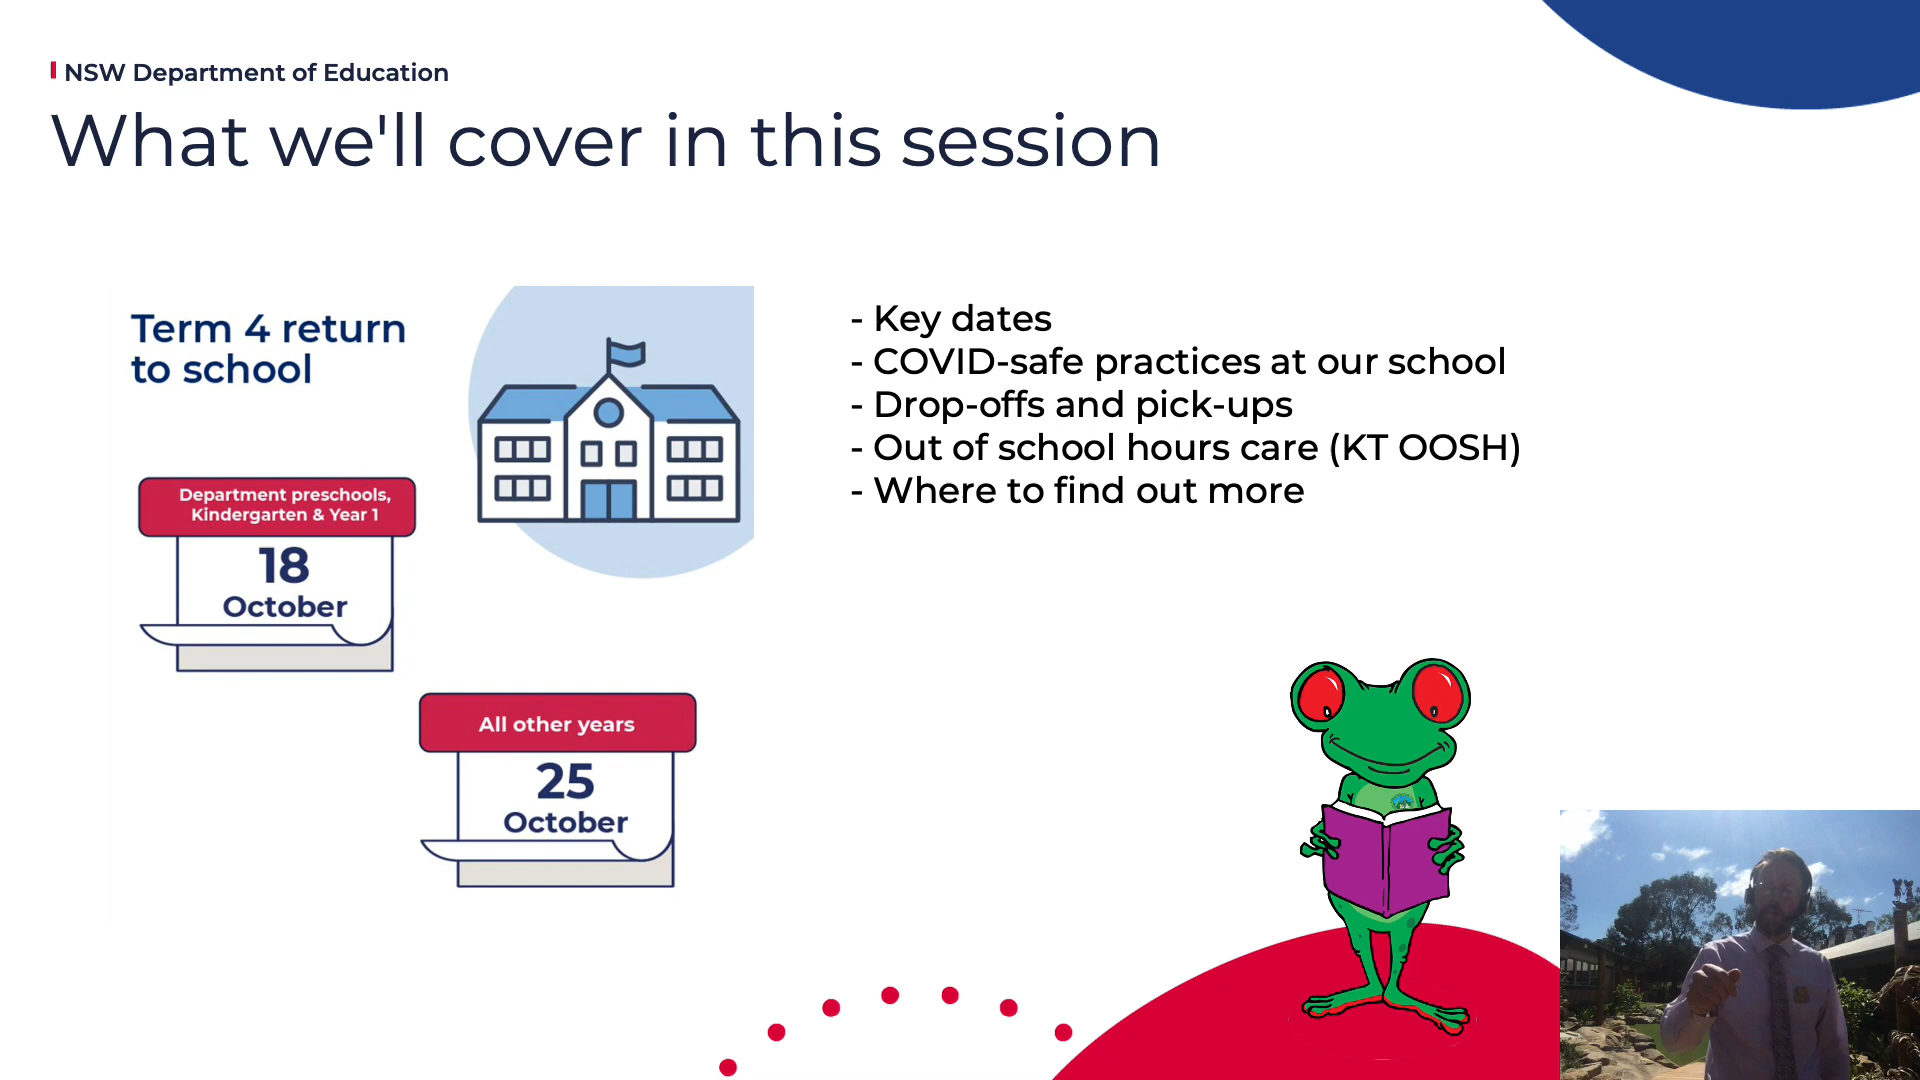 NSW Department of Education
What we'll cover in this session
Term 4 return
to school
Department preschools,
Kindergarten & Year 1
18
October
All other years
25
October
- Key dates
- COVID-safe practices at our school
- Drop-offs and pick-ups
- Out of school hours care (KT OOSH)
- Where to find out more